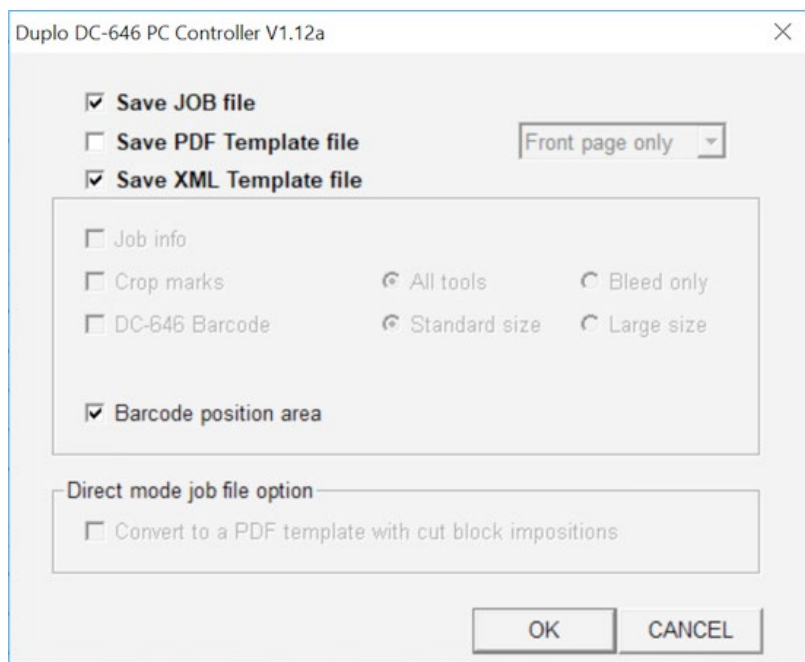 Duplo DC-646 PC Controller V1.12a
Save JOB file
Save PDF Template file Front page only
Save XML Template file
Job info
Crop marks All tools Bleed only
DC-646 Barcode Standard size Large size
Barcode position area
Direct mode job file option
Convert to a PDF template with cut block impositions
OK CANCEL